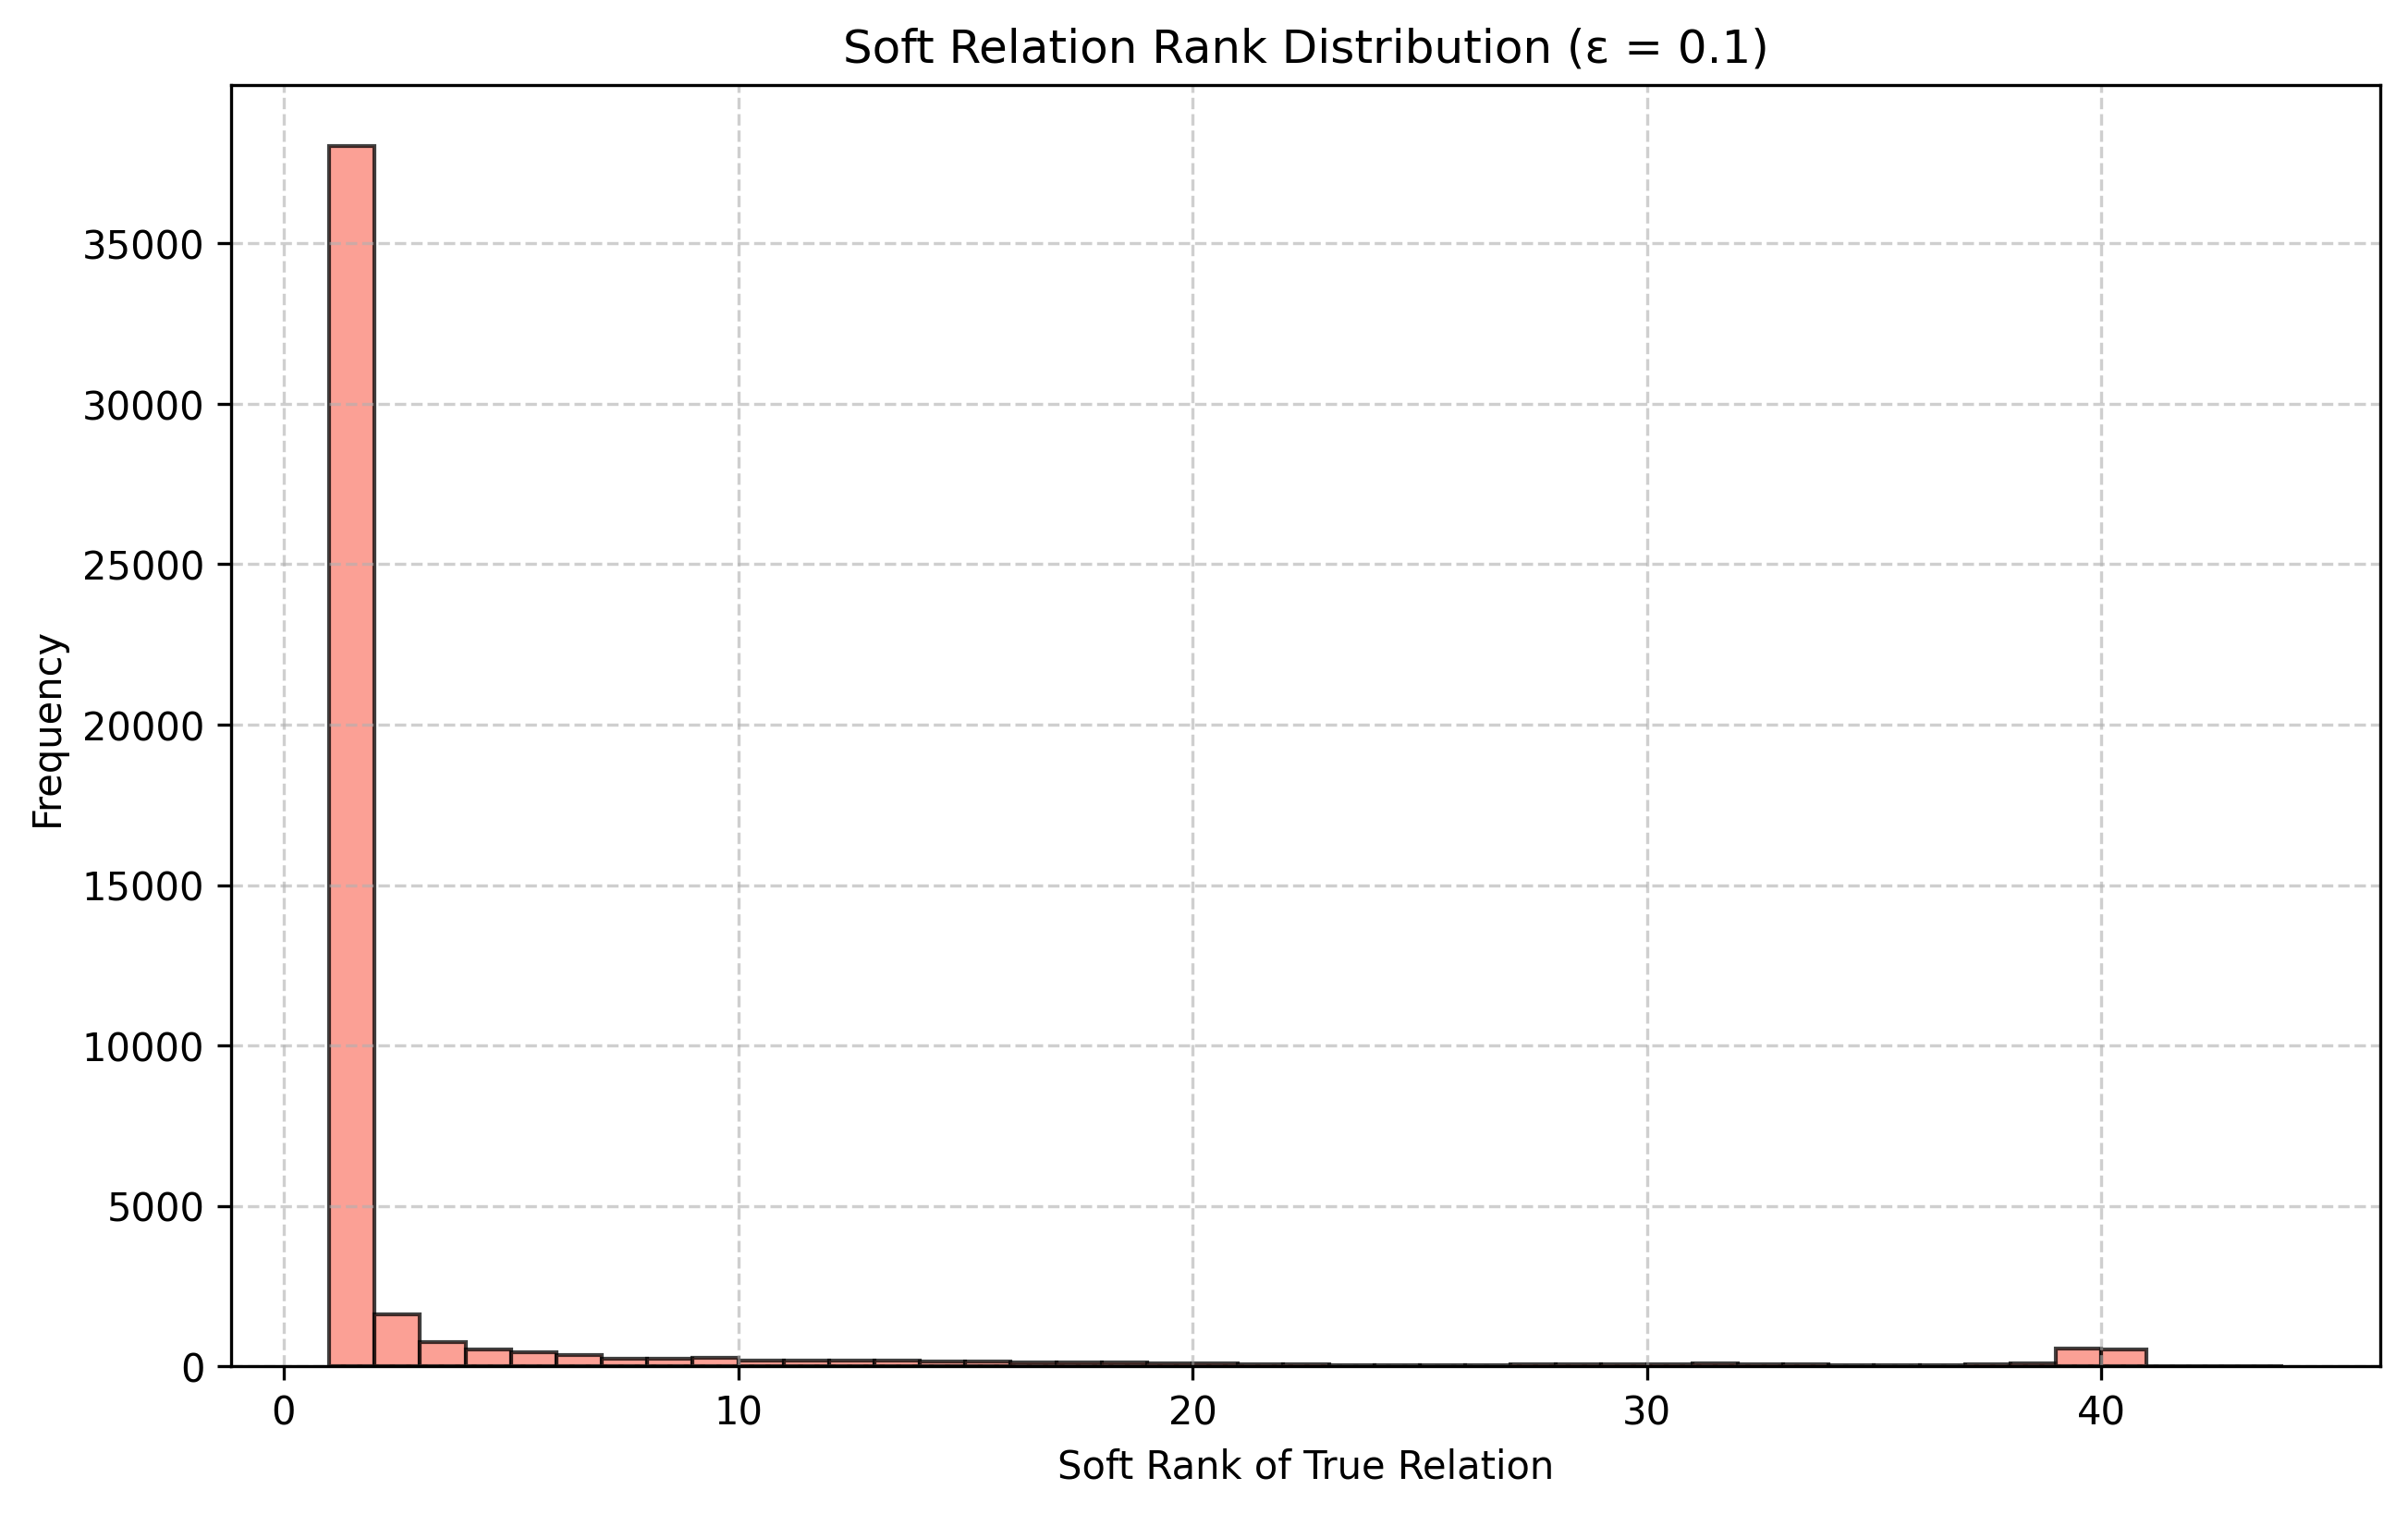 Soft Relation Rank Distribution (ε = 0.1)
Frequency
35000
30000
25000
20000
15000
10000
5000
0
0 10 20 30 40
Soft Rank of True Relation